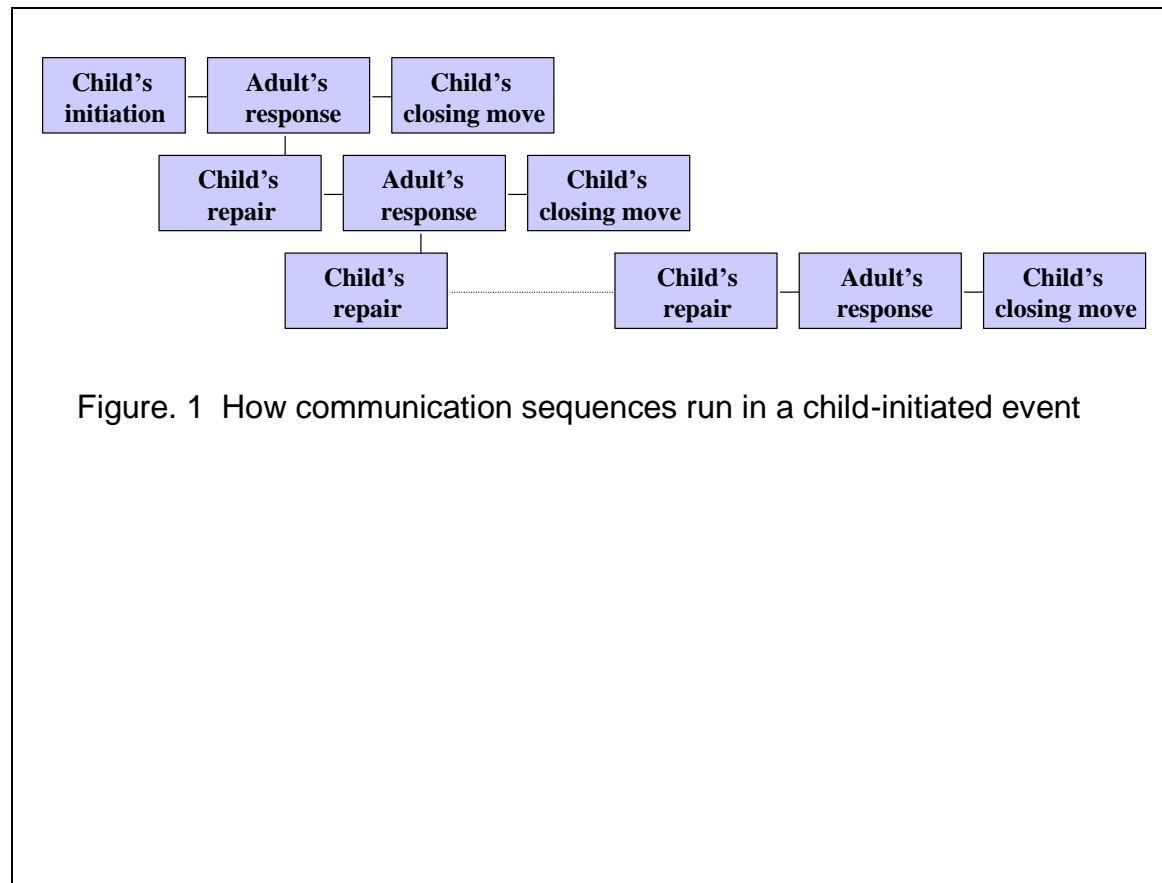 Child's
initiation
Adult's
response
Child's
closing move
Child's
repair
Adult's
response
Child's
closing move
Child's
repair
Child's
repair
Adult's
response
Child's
closing move
Figure. 1 How communication sequences run in a child-initiated event